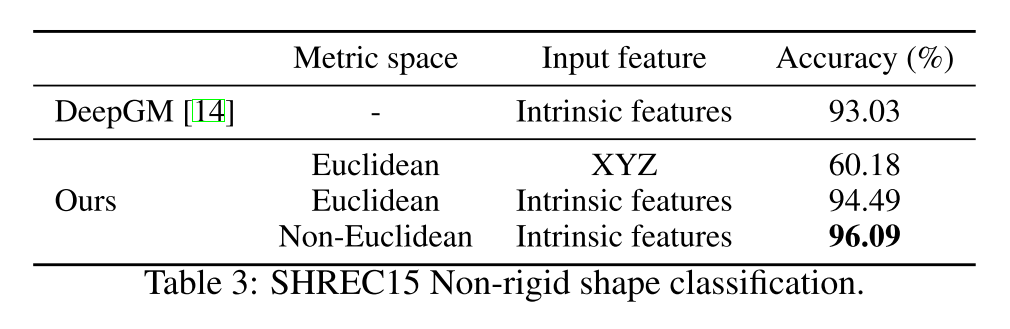 Metric space Input feature Accuracy (%)
DeepGM [14] - Intrinsic features 93.03
Euclidean XYZ 60.18
Ours Euclidean Intrinsic features 94.49
Non-Euclidean Intrinsic features 96.09
Table 3: SHREC15 Non-rigid shape classification.